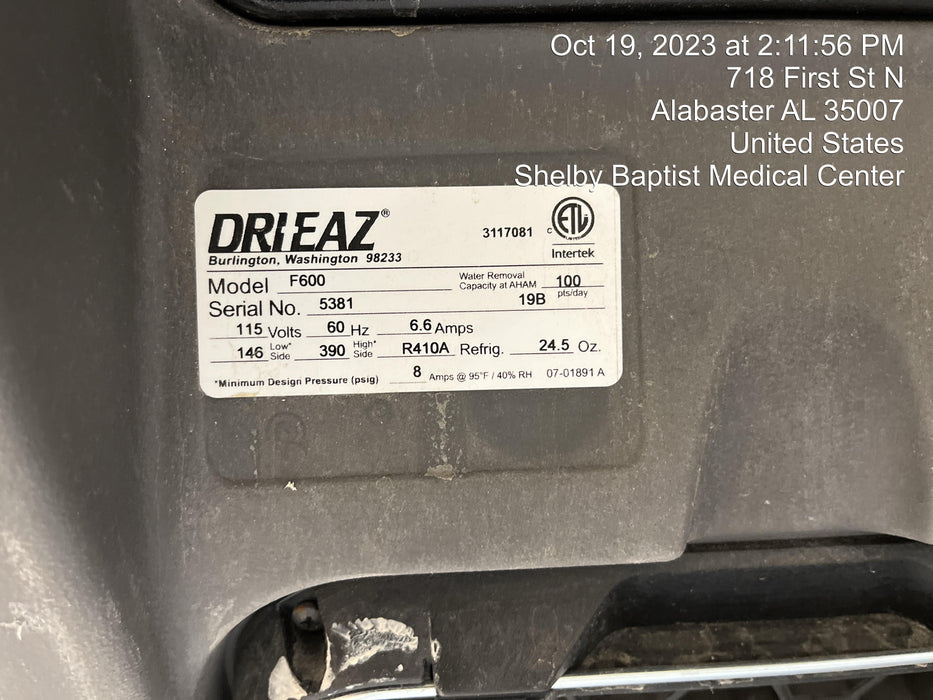 Oct 19, 2023 at 2:11:56 PM
718 First St N
Alabaster AL 35007
United States
Shelby Baptist Medical Center
DRIEAZ®
3117081
C ETL
Intertek
Burlington, Washington 98233
Model F600 Water Removal Capacity at AHAM 100 pts/day
Serial No. 5381 19B
115 Volts 60 Hz 6.6 Amps
146 Low* Side 390 High* Side R410A Refrig. 24.5 Oz.
*Minimum Design Pressure (psig) 8 Amps @ 95°F / 40% RH 07-01891 A